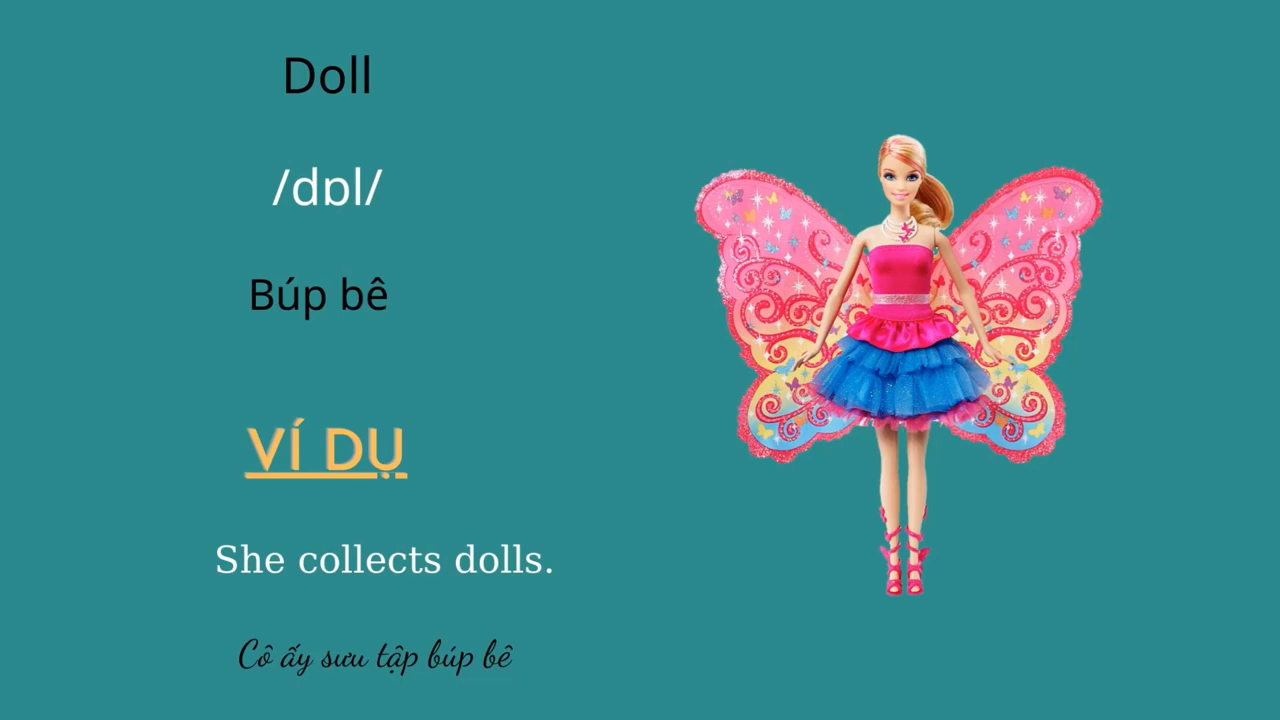 Doll
/dɒl/
Búp bê
VÍ DỤ
She collects dolls.
Cô ấy sưu tập búp bê